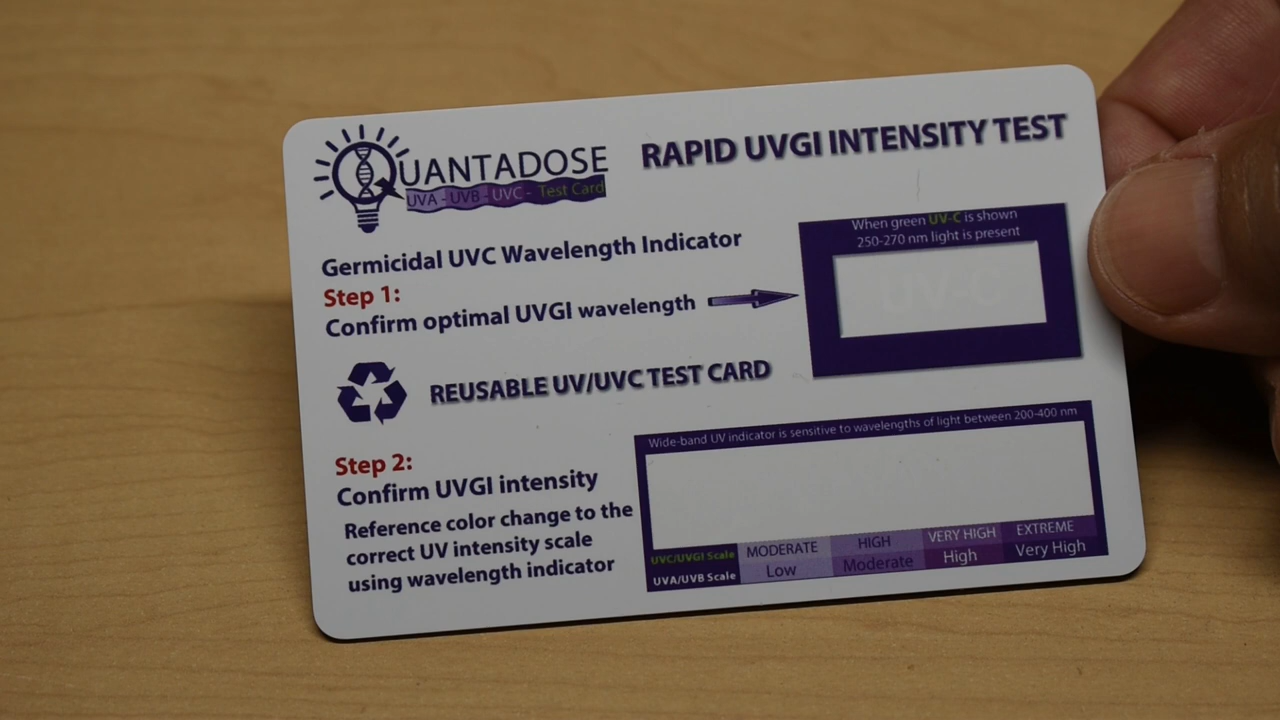 QUANTADOSE
UVA - UVB - UVC - Test Card
RAPID UVGI INTENSITY TEST
Germicidal UVC Wavelength Indicator
Step 1:
Confirm optimal UVGI wavelength
When green UV-C is shown
250-270 nm light is present
UV-C
REUSABLE UV/UVC TEST CARD
Step 2:
Confirm UVGI intensity
Reference color change to the
correct UV intensity scale
using wavelength indicator
Wide-band UV indicator is sensitive to wavelengths of light between 200-400 nm
UVC/UVGI Scale MODERATE HIGH VERY HIGH EXTREME
UVA/UVB Scale Low Moderate High Very High